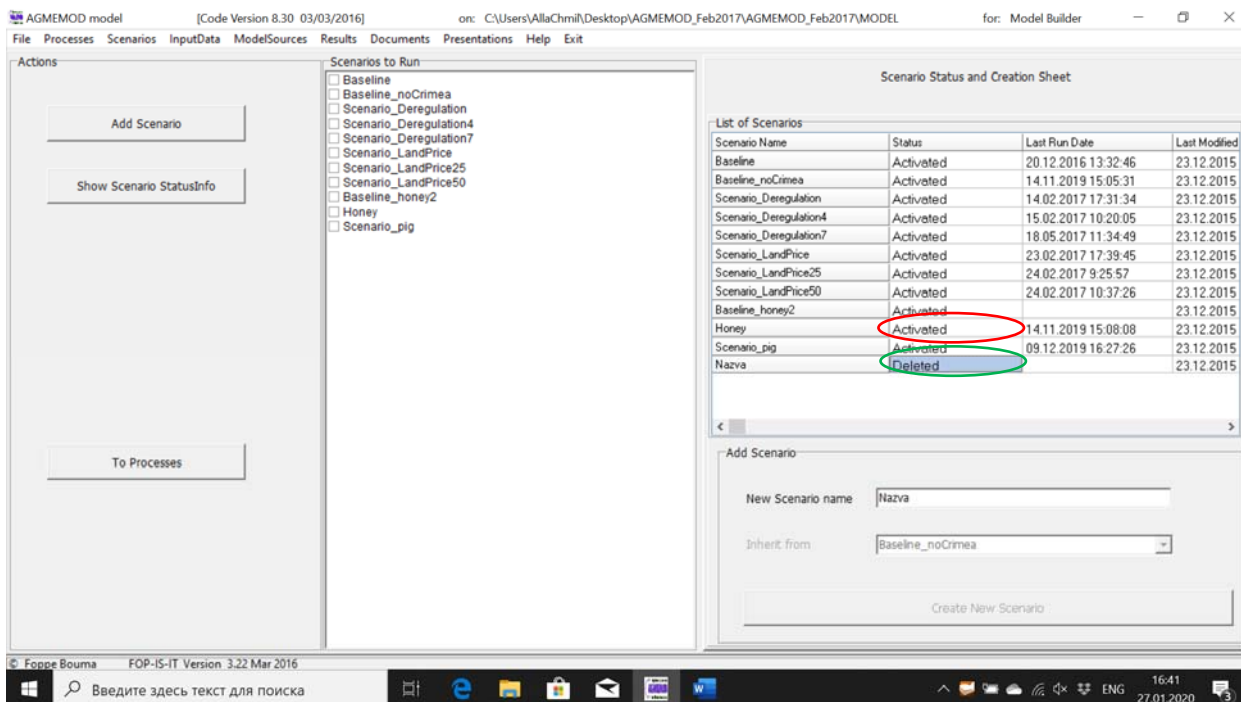 AGMEMOD model [Code Version 8.30 03/03/2016] on: C:\Users\AllaChmil\Desktop\AGMEMOD_Feb2017\AGMEMOD_Feb2017\MODEL for: Model Builder
File Processes Scenarios InputData ModelSources Results Documents Presentations Help Exit
Actions
Add Scenario
Show Scenario StatusInfo
To Processes
Scenarios to Run
Baseline
Baseline_noCrimea
Scenario_Deregulation
Scenario_Deregulation4
Scenario_Deregulation7
Scenario_LandPrice
Scenario_LandPrice25
Scenario_LandPrice50
Baseline_honey2
Honey
Scenario_pig
Scenario Status and Creation Sheet
List of Scenarios
Scenario Name Status Last Run Date Last Modified
Baseline Activated 20.12.2016 13:32:46 23.12.2015
Baseline_noCrimea Activated 14.11.2019 15:05:31 23.12.2015
Scenario_Deregulation Activated 14.02.2017 17:31:34 23.12.2015
Scenario_Deregulation4 Activated 15.02.2017 10:20:05 23.12.2015
Scenario_Deregulation7 Activated 18.05.2017 11:34:49 23.12.2015
Scenario_LandPrice Activated 23.02.2017 17:39:45 23.12.2015
Scenario_LandPrice25 Activated 24.02.2017 9:25:57 23.12.2015
Scenario_LandPrice50 Activated 24.02.2017 10:37:26 23.12.2015
Baseline_honey2 Activated 23.12.2015
Honey Activated 14.11.2019 15:08:08 23.12.2015
Scenario_pig Activated 09.12.2019 16:27:26 23.12.2015
Nazva Deleted 23.12.2015
Add Scenario
New Scenario name Nazva
Inherit from Baseline_noCrimea
Create New Scenario
© Foppe Bouma FOP-IS-IT Version 3.22 Mar 2016
Введите здесь текст для поиска
ENG
16:41
27.01.2020
3